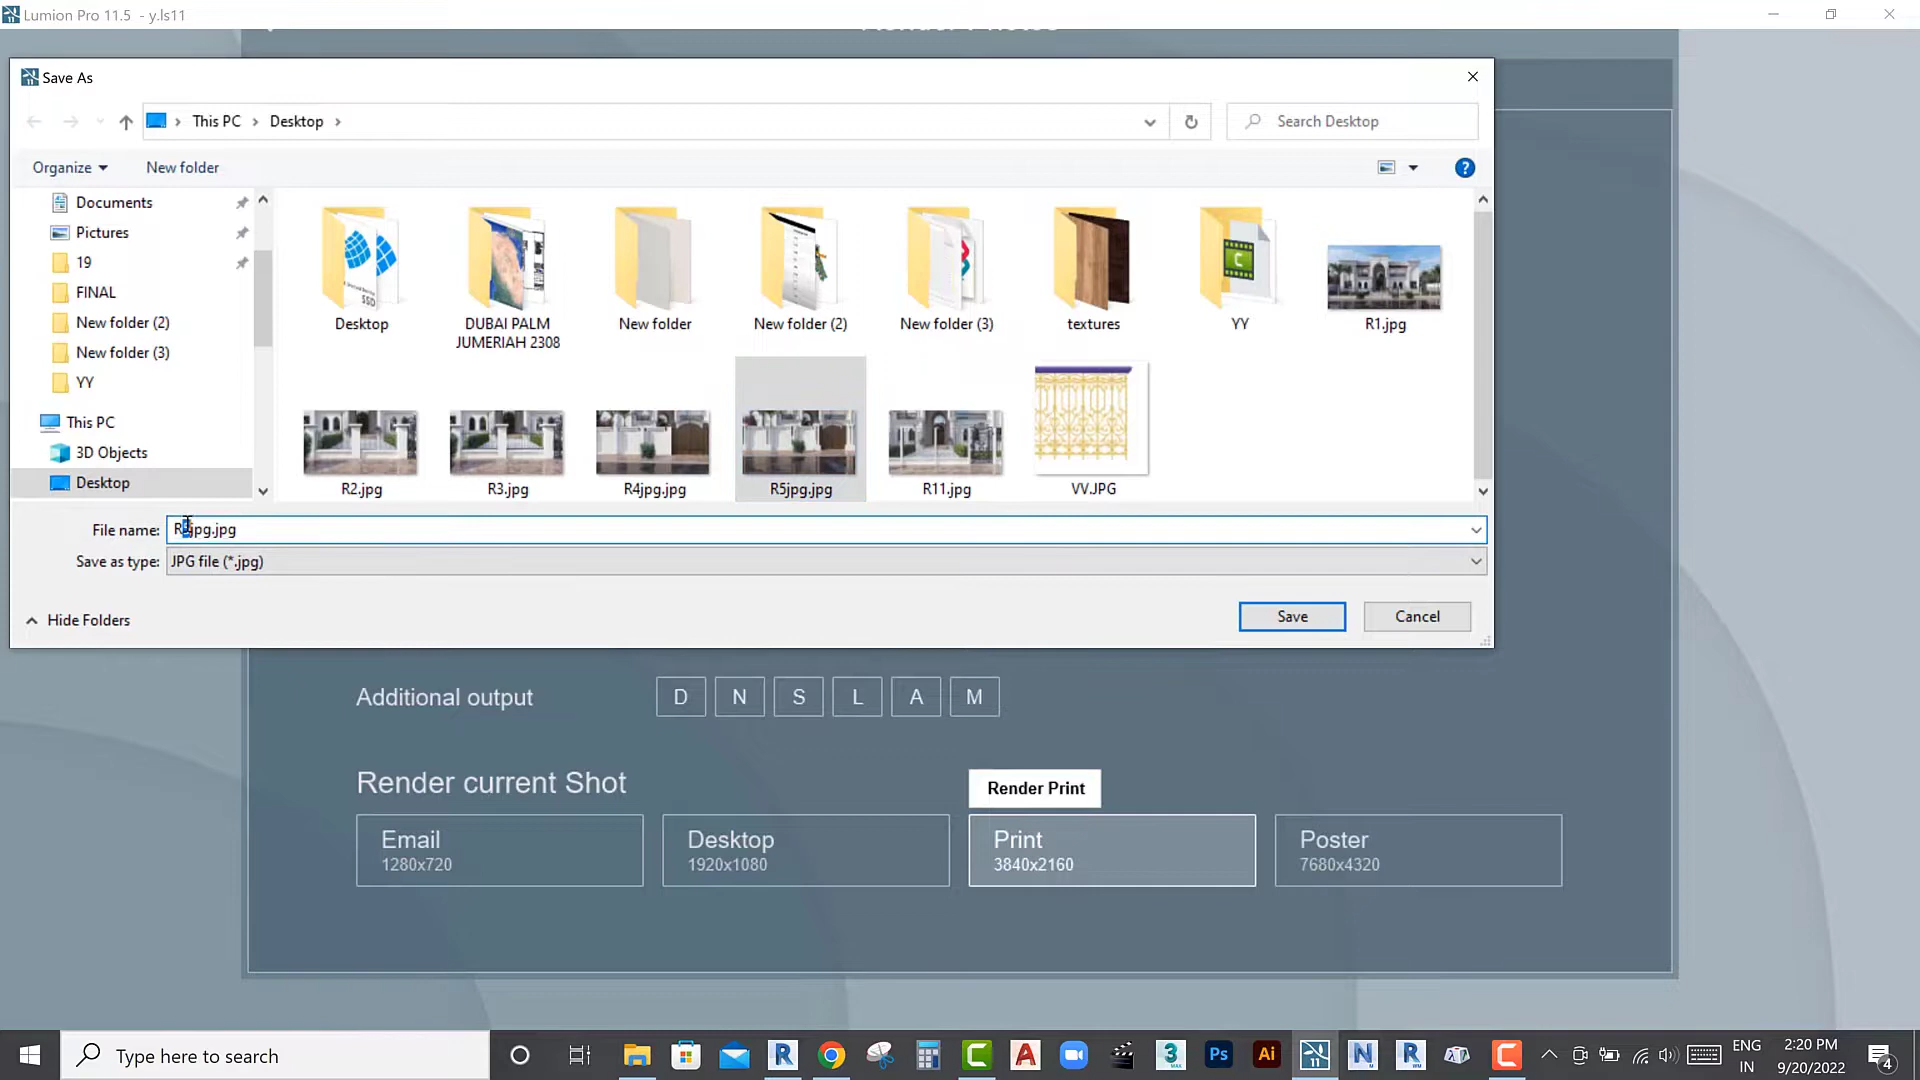 Lumion Pro 11.5 - y.ls11
Save As
This PC > Desktop >
Search Desktop
Organize
New folder
Documents
Pictures
19
FINAL
New folder (2)
New folder (3)
YY
This PC
3D Objects
Desktop
SSD
Desktop
DUBAI PALM
JUMERIAH 2308
New folder
New folder (2)
New folder (3)
textures
YY
R1.jpg
R2.jpg
R3.jpg
R4jpg.jpg
R5jpg.jpg
R11.jpg
VV.JPG
File name:
Save as type: JPG file (*.jpg)
Hide Folders
Save
Cancel
Additional output
D N S L A M
Render current Shot
Render Print
Email
1280x720
Desktop
1920x1080
Print
3840x2160
Poster
7680x4320
Type here to search
ENG
IN
2:20 PM
9/20/2022
4